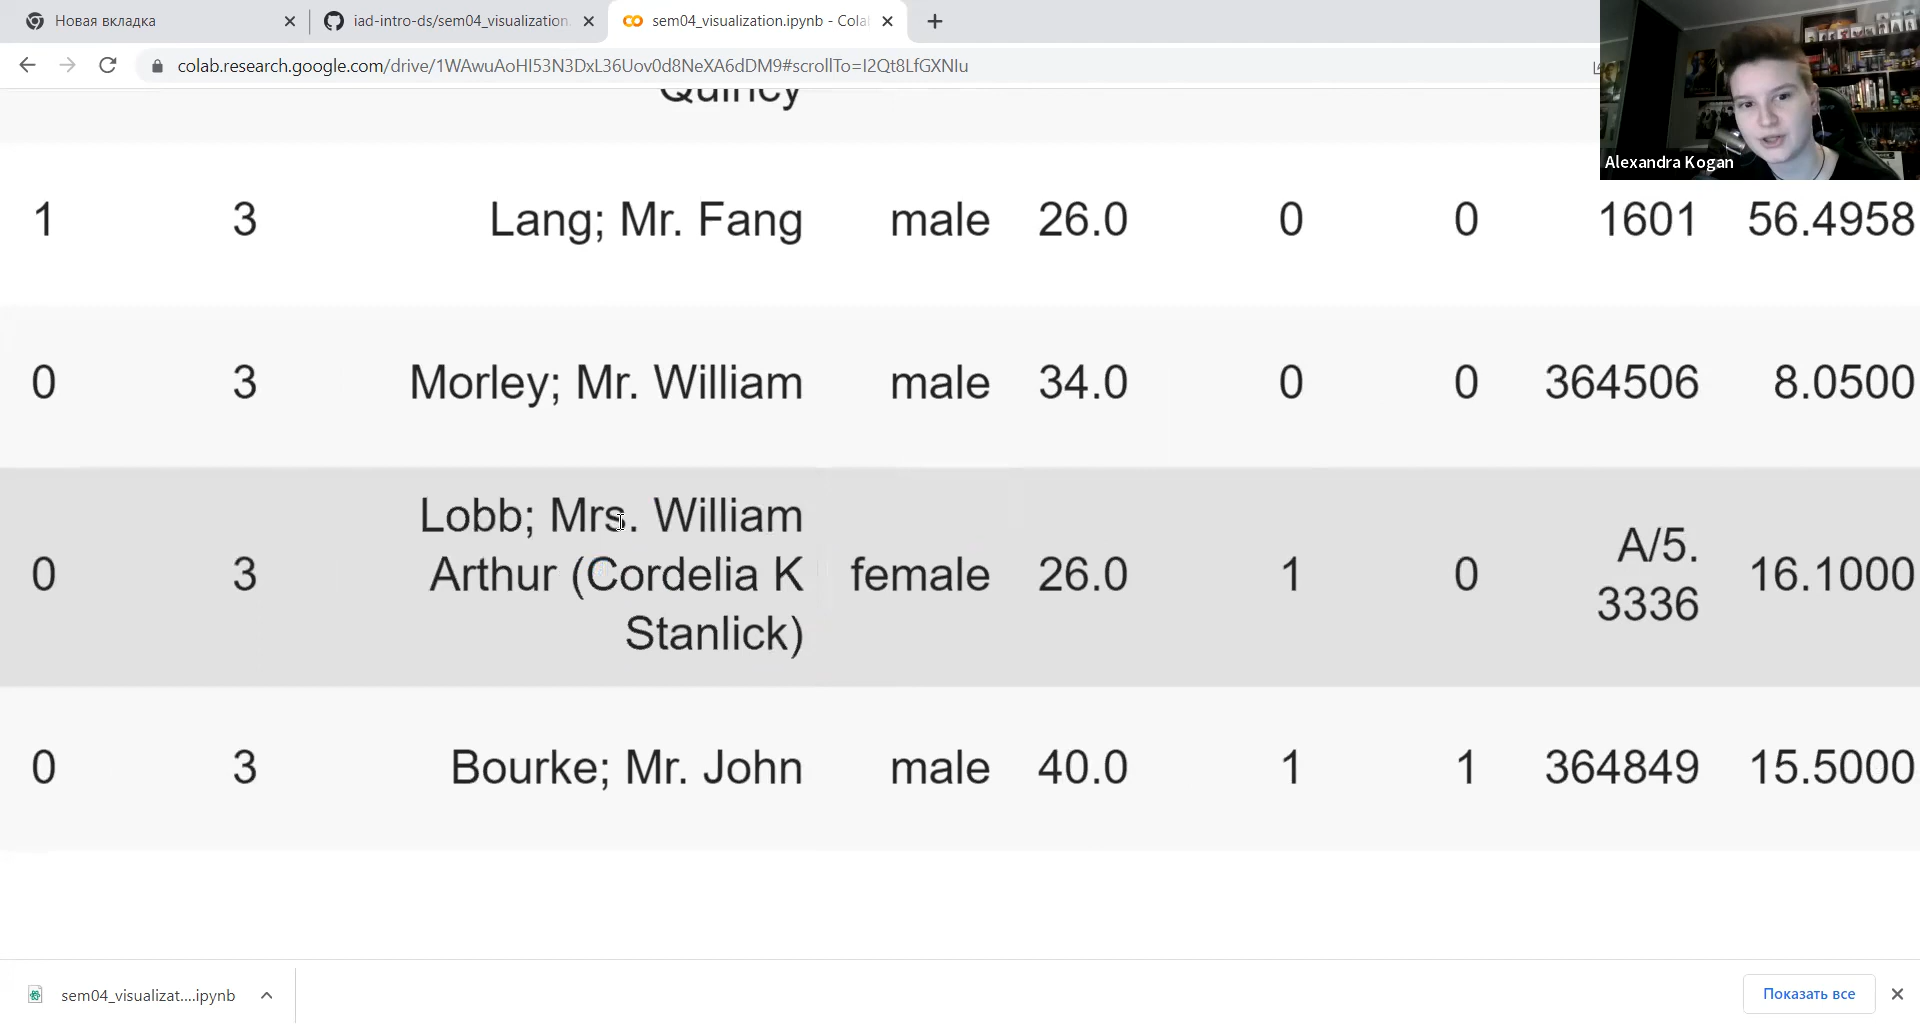 Новая вкладка
iad-intro-ds/sem04_visualization.
sem04_visualization.ipynb - Cola
colab.research.google.com/drive/1WAwuAoHI53N3DxL36Uov0d8NeXA6dDM9#scrollTo=I2Qt8LfGXNIu
Alexandra Kogan
Quincy
1 3 Lang; Mr. Fang male 26.0 0 0 1601 56.4958
0 3 Morley; Mr. William male 34.0 0 0 364506 8.0500
Lobb; Mrs. William
Arthur (Cordelia K
Stanlick)
0 3 female 26.0 1 0 A/5.
3336 16.1000
0 3 Bourke; Mr. John male 40.0 1 1 364849 15.5000
sem04_visualizat....ipynb
Показать все